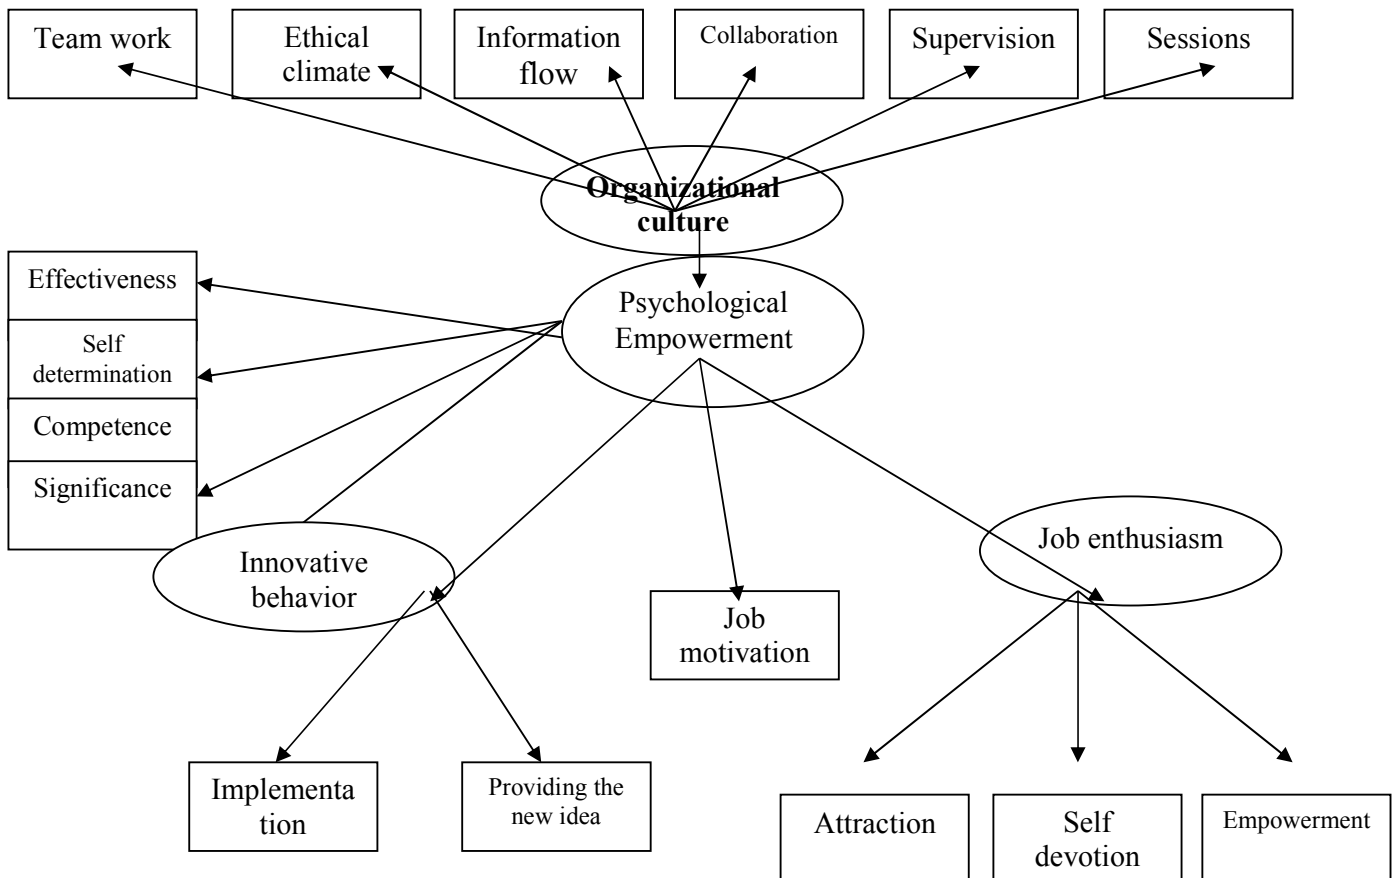 Team work
Ethical
climate
Information
flow
Collaboration
Supervision
Sessions
Organizational
culture
Effectiveness
Self
determination
Competence
Significance
Psychological
Empowerment
Innovative
behavior
Job enthusiasm
Job
motivation
Implementa
tion
Providing the
new idea
Attraction
Self
devotion
Empowerment